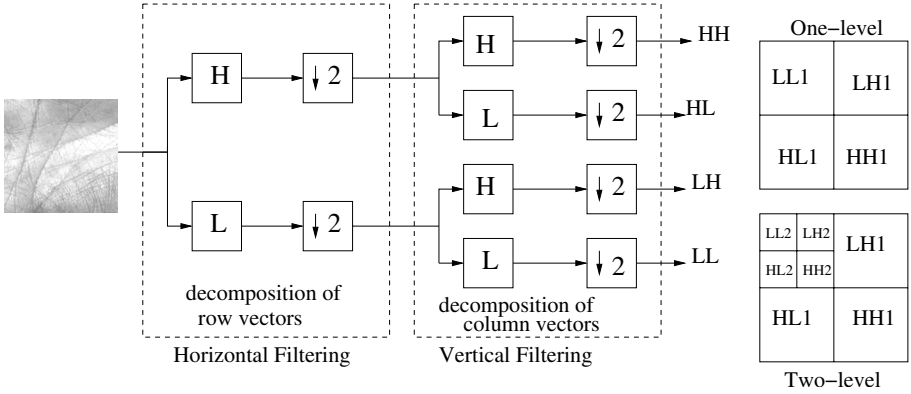 H
↓ 2
H
↓ 2
HH
L
↓ 2
HL
L
↓ 2
H
↓ 2
LH
L
↓ 2
LL
decomposition of
row vectors
Horizontal Filtering
decomposition of
column vectors
Vertical Filtering
One-level
LL1
LH1
HL1
HH1
LL2
LH2
LH1
HL2
HH2
HL1
HH1
Two-level